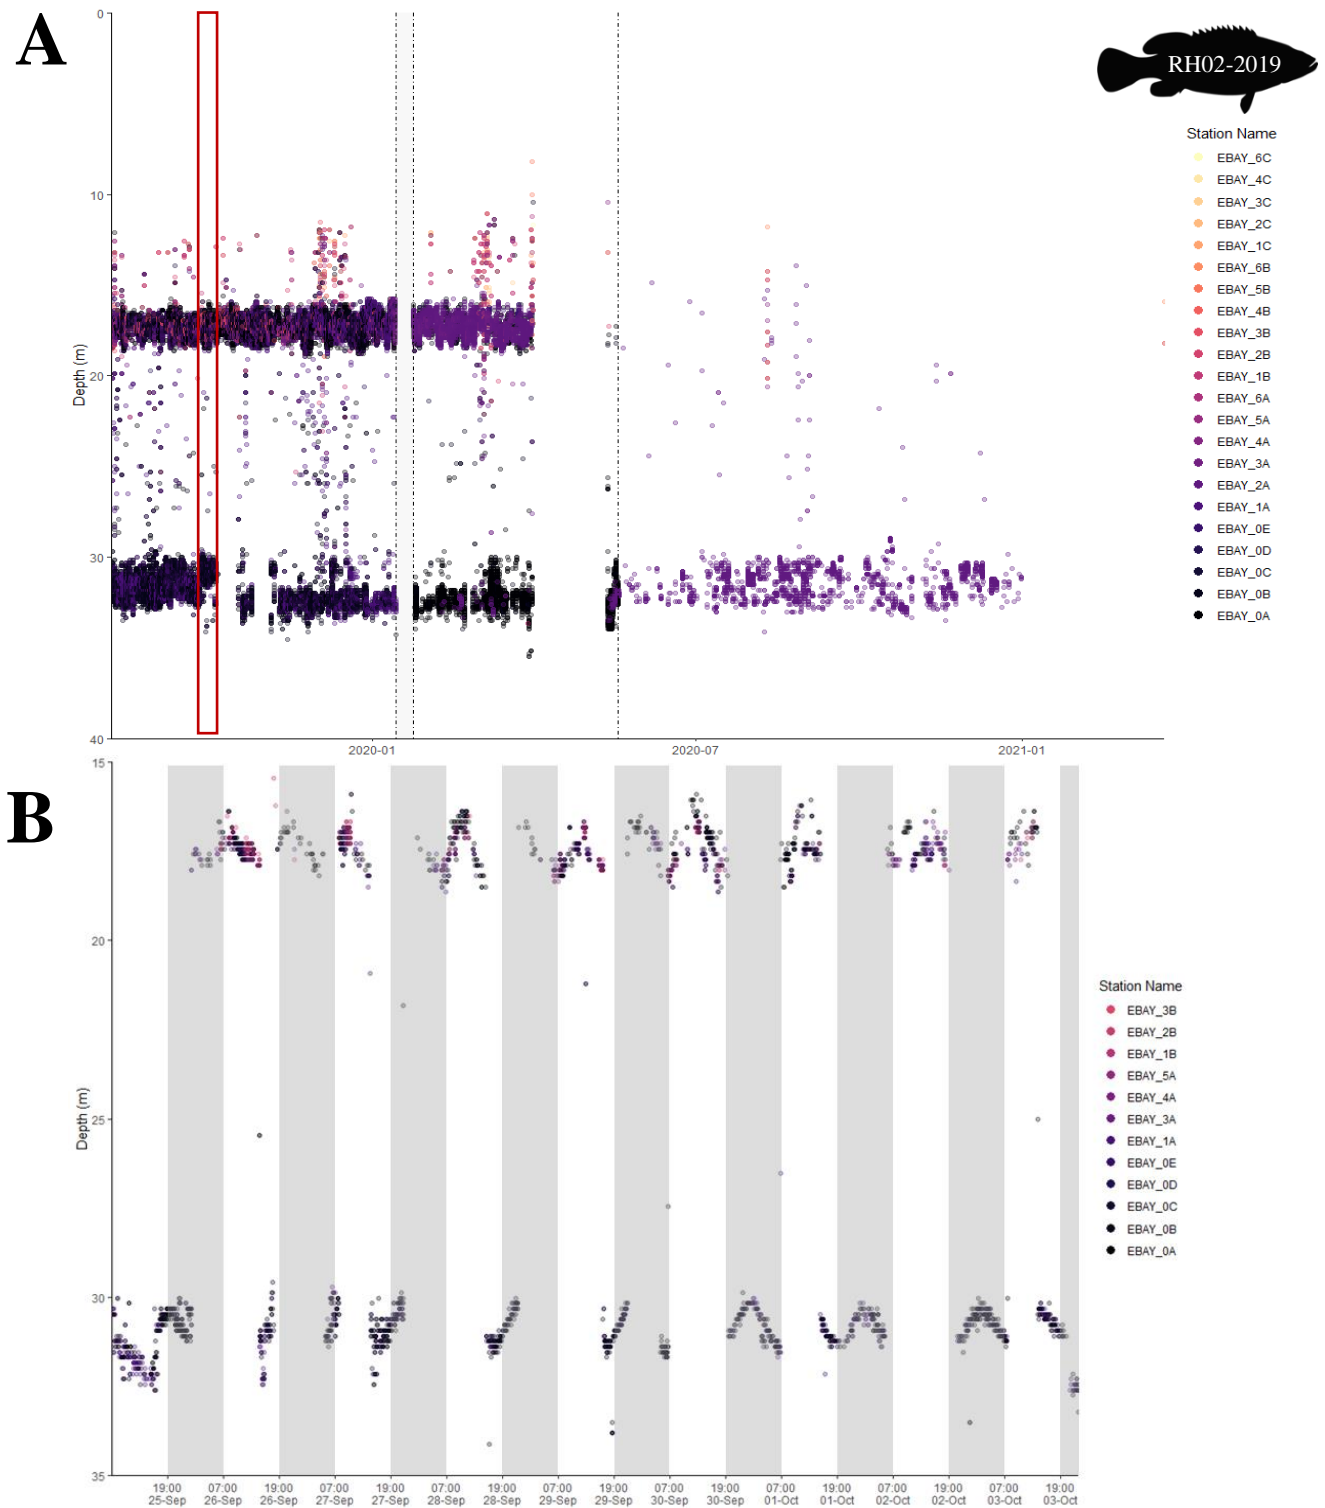 A
RH02-2019
0
10
20
30
40
Depth (m)
2020-01
2020-07
2021-01
Station Name
EBAY_6C
EBAY_4C
EBAY_3C
EBAY_2C
EBAY_1C
EBAY_6B
EBAY_5B
EBAY_4B
EBAY_3B
EBAY_2B
EBAY_1B
EBAY_6A
EBAY_5A
EBAY_4A
EBAY_3A
EBAY_2A
EBAY_1A
EBAY_0E
EBAY_0D
EBAY_0C
EBAY_0B
EBAY_0A
B
15
20
25
30
35
Depth (m)
19:00 07:00 19:00 07:00 19:00 07:00 19:00 07:00 19:00 07:00 19:00 07:00 19:00 07:00 19:00 07:00 19:00
25-Sep 26-Sep 26-Sep 27-Sep 27-Sep 28-Sep 28-Sep 29-Sep 29-Sep 30-Sep 30-Sep 01-Oct 01-Oct 02-Oct 02-Oct 03-Oct 03-Oct
Station Name
EBAY_3B
EBAY_2B
EBAY_1B
EBAY_5A
EBAY_4A
EBAY_3A
EBAY_1A
EBAY_0E
EBAY_0D
EBAY_0C
EBAY_0B
EBAY_0A